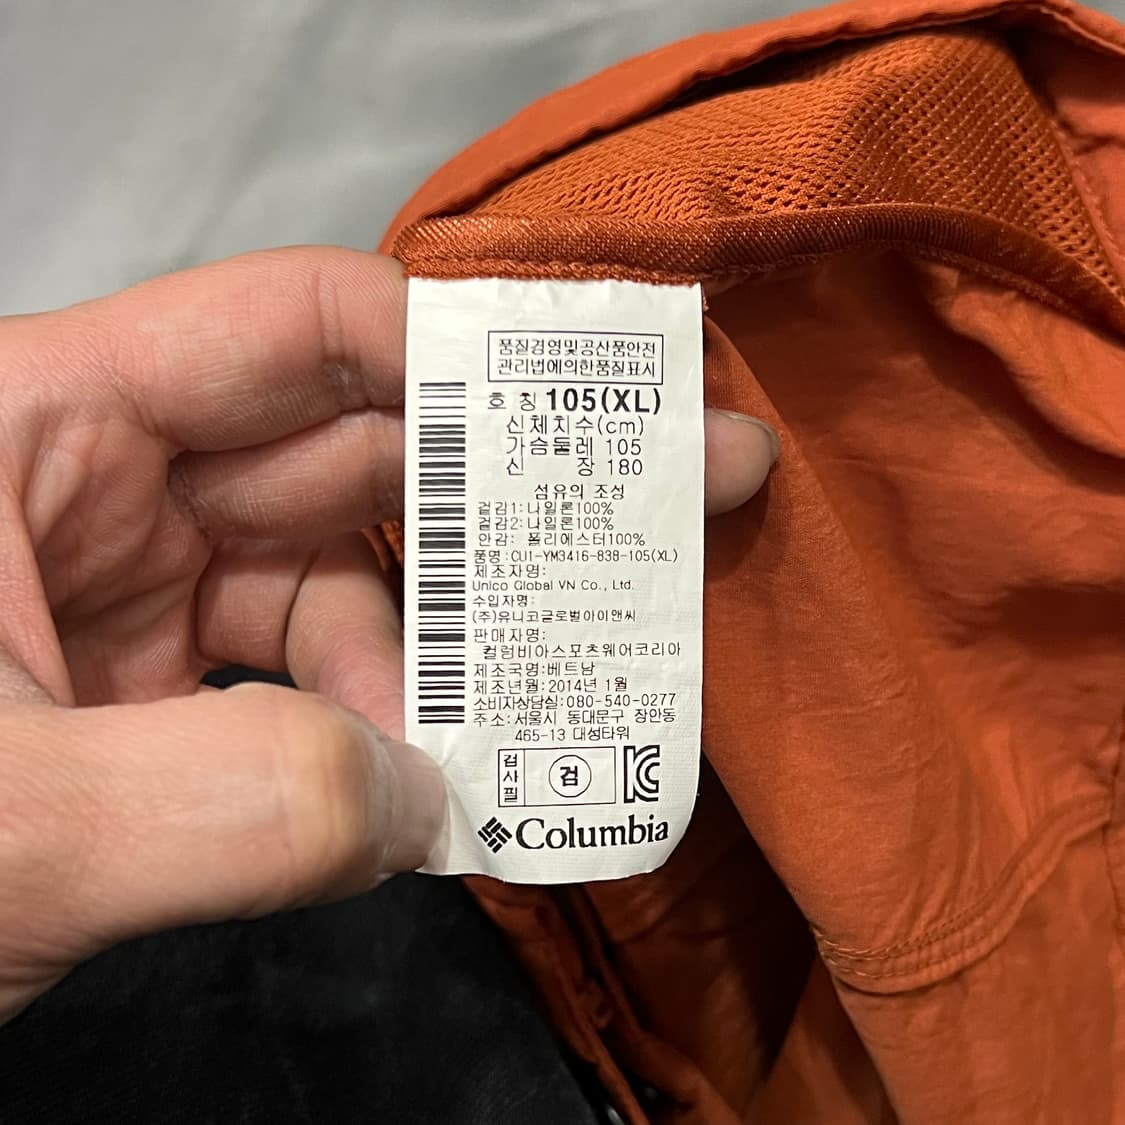 품질경영및공산품안전
관리법에의한품질표시
호 칭 105(XL)
신체치수(cm)
가슴둘레 105
신 장 180
섬유의 조성
겉감1: 나일론100%
겉감2: 나일론100%
안감: 폴리에스터100%
품명:CU1-YM3416-838-105(XL)
제조자명:
Unico Global VN Co., Ltd.
수입자명:
(주)유니코글로벌아이앤씨
판매자명:
컬럼비아스포츠웨어코리아
제조국명:베트남
제조년월:2014년 1월
소비자상담실:080-540-0277
주소:서울시 동대문구 장안동
465-13 대성타워
검사필 검 KC
Columbia